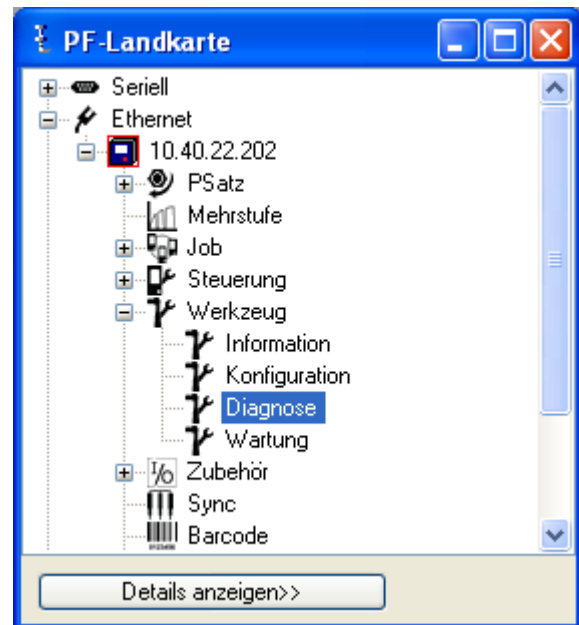 PF-Landkarte
Seriell
Ethernet
10.40.22.202
PSatz
Mehrstufe
Job
Steuerung
Werkzeug
Information
Konfiguration
Diagnose
Wartung
I/O Zubehör
Sync
Barcode
Details anzeigen>>